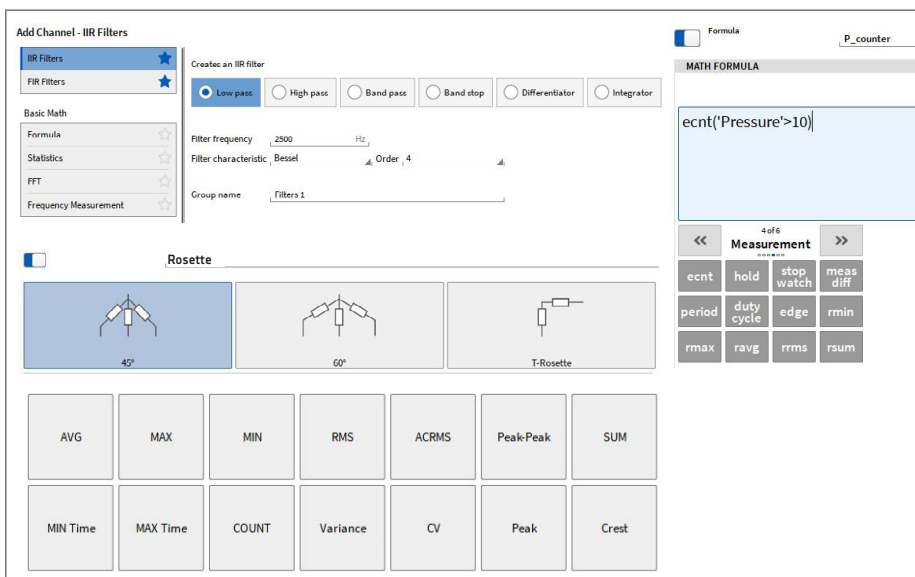 Add Channel - IIR Filters
IIR Filters
FIR Filters
Basic Math
Formula
Statistics
FFT
Frequency Measurement
Creates an IIR filter
Low pass
High pass
Band pass
Band stop
Differentiator
Integrator
Filter frequency 2500 Hz
Filter characteristic Bessel Order 4
Group name Filters 1
Formula
P_counter
MATH FORMULA
ecnt('Pressure'>10)
4 of 6
Measurement
ecnt hold stop watch meas diff
period duty cycle edge rmin
rmax ravg rrms rsum
Rosette
45° 60° T-Rosette
AVG MAX MIN RMS ACRMS Peak-Peak SUM
MIN Time MAX Time COUNT Variance CV Peak Crest